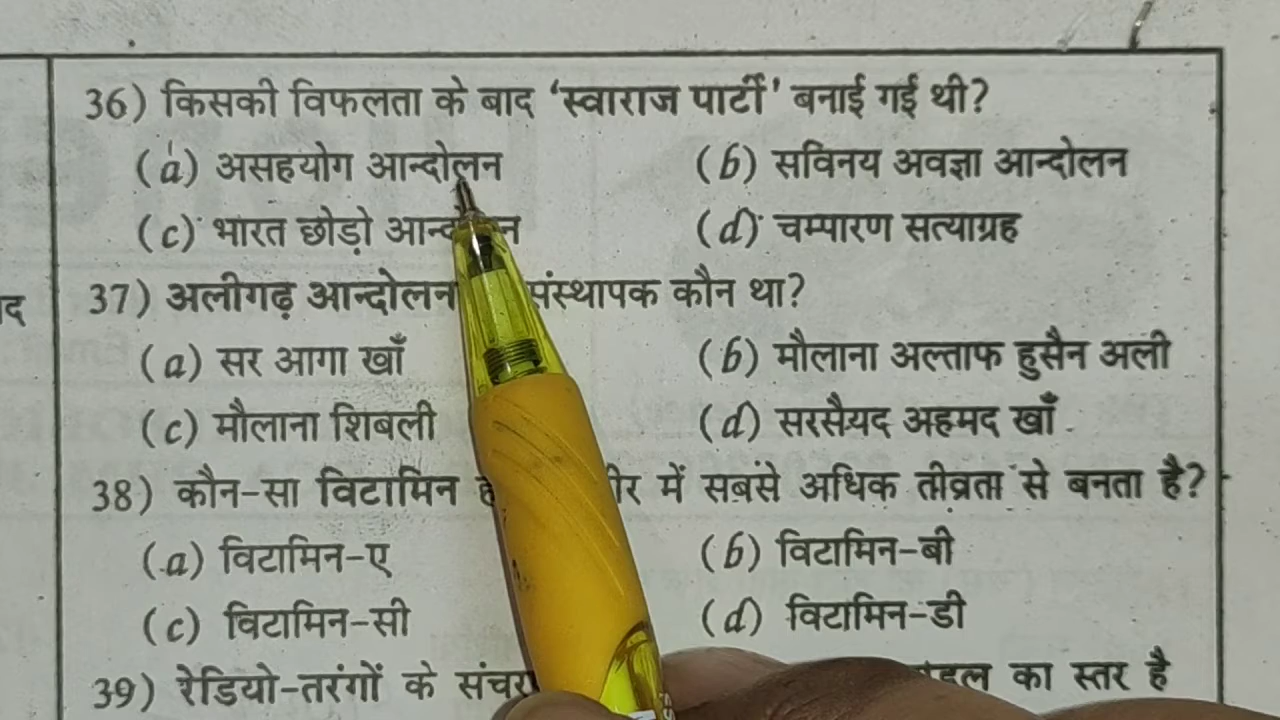 36) किसकी विफलता के बाद 'स्वाराज पार्टी' बनाई गई थी?
(a) असहयोग आन्दोलन (b) सविनय अवज्ञा आन्दोलन
(c) भारत छोड़ो (d) चम्पारण सत्याग्रह
द 37) अलीगढ़ आन्दोलन संस्थापक कौन था?
(a) सर आगा खाँ (b) मौलाना अल्ताफ हुसैन अली
(c) मौलाना शिबली (d) सरसैयद अहमद खाँ
38) कौन-सा विटामिन में सबसे अधिक तीव्रता से बनता है?
(a) विटामिन-ए (b) विटामिन-बी
(c) विटामिन-सी (d) विटामिन-डी
39) रेडियो-तरंगों के का स्तर है